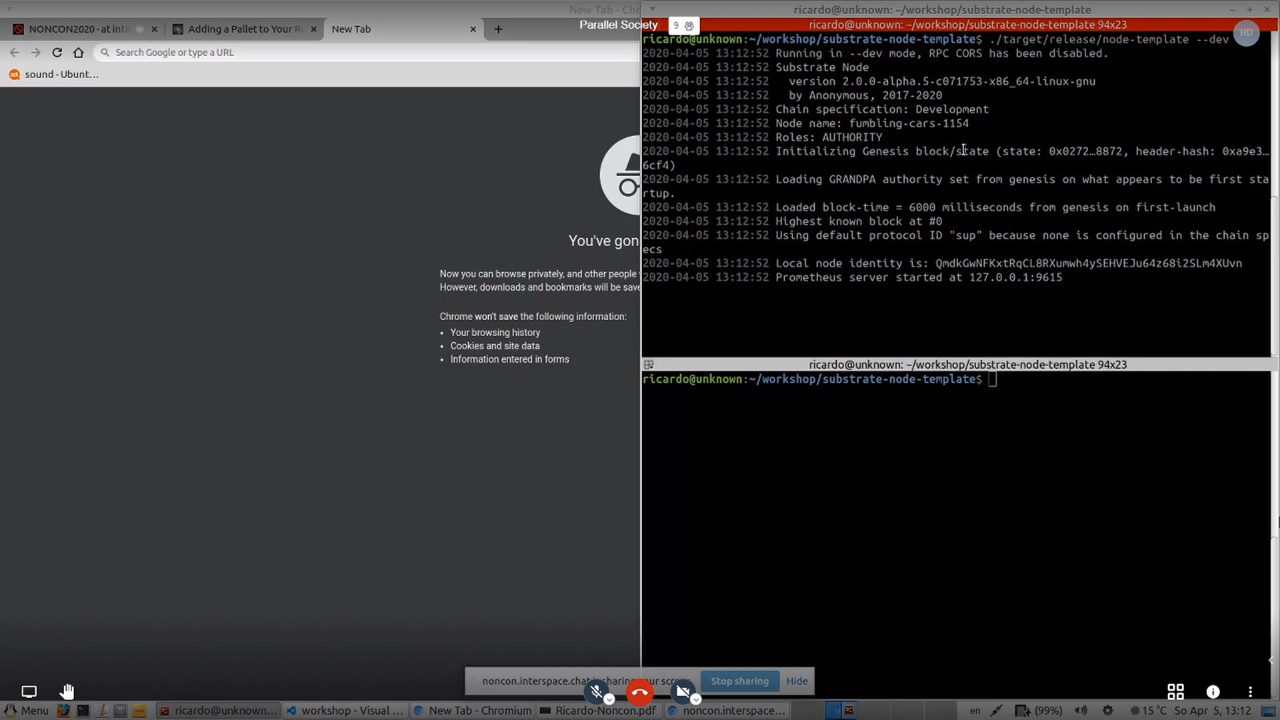 NONCON2020 - at int
Adding a Pallet to Your R
New Tab
New Tab - Chr
Parallel Society
9
ricardo@unknown: ~/workshop/substrate-node-template
Search Google or type a URL
sound - Ubunt...
You've gon
Now you can browse privately, and other people
However, downloads and bookmarks will be save
Chrome won't save the following information:
• Your browsing history
• Cookies and site data
• Information entered in forms
ricardo@unknown: ~/workshop/substrate-node-template 94x23
HD
ricardo@unknown:~/workshop/substrate-node-template$ ./target/release/node-template --dev
2020-04-05 13:12:52 Running in --dev mode, RPC CORS has been disabled.
2020-04-05 13:12:52 Substrate Node
2020-04-05 13:12:52   version 2.0.0-alpha.5-c071753-x86_64-linux-gnu
2020-04-05 13:12:52   by Anonymous, 2017-2020
2020-04-05 13:12:52 Chain specification: Development
2020-04-05 13:12:52 Node name: fumbling-cars-1154
2020-04-05 13:12:52 Roles: AUTHORITY
2020-04-05 13:12:52 Initializing Genesis block/state (state: 0x0272…8872, header-hash: 0xa9e3…
6cf4)
2020-04-05 13:12:52 Loading GRANDPA authority set from genesis on what appears to be first sta
rtup.
2020-04-05 13:12:52 Loaded block-time = 6000 milliseconds from genesis on first-launch
2020-04-05 13:12:52 Highest known block at #0
2020-04-05 13:12:52 Using default protocol ID "sup" because none is configured in the chain sp
ecs
2020-04-05 13:12:52 Local node identity is: QmdkGwNFKxtRqCL8RXumwh4ySEHVEJu64z68i2SLm4XUvn
2020-04-05 13:12:52 Prometheus server started at 127.0.0.1:9615
ricardo@unknown: ~/workshop/substrate-node-template 94x23
ricardo@unknown:~/workshop/substrate-node-template$
noncon.interspace.chat is sharing your scre
Stop sharing
Hide
Menu
ricardo@unknown:...
workshop - Visual ...
New Tab - Chromium
Ricardo-Noncon.pdf
noncon.interspace...
en
(99%)
15°C
So Apr 5, 13:12